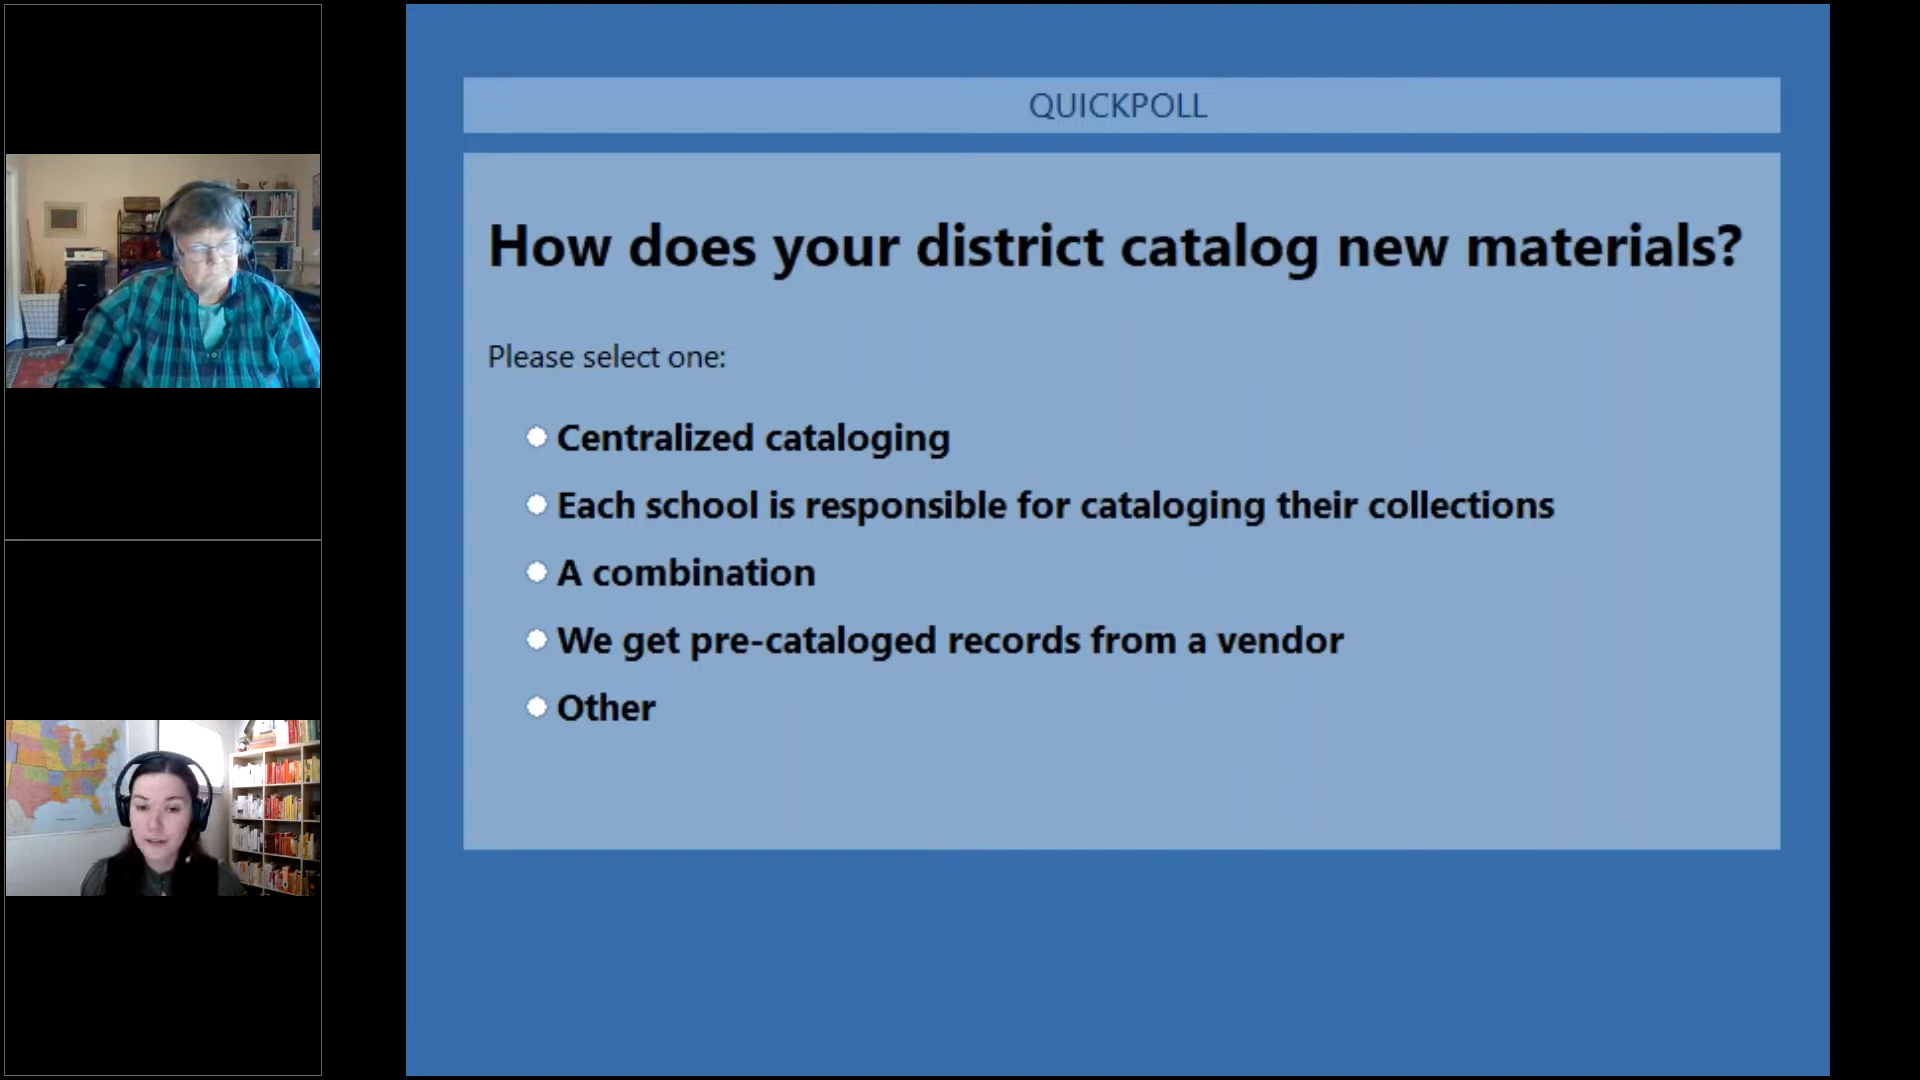 QUICKPOLL
How does your district catalog new materials?
Please select one:
Centralized cataloging
Each school is responsible for cataloging their collections
A combination
We get pre-cataloged records from a vendor
Other